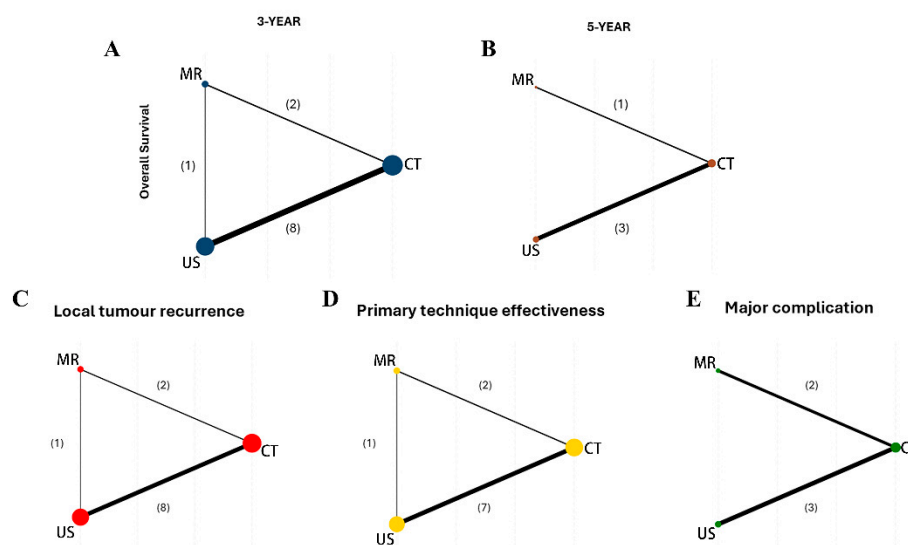 3-YEAR
5-YEAR
A
B
MR
(2)
MR
(1)
Overall Survival
(1)
CT
CT
(8)
(3)
US
US
C
D
E
Local tumour recurrence
Primary technique effectiveness
Major complication
MR
(2)
MR
(2)
MR
(2)
(1)
CT
(1)
CT
C
(8)
(7)
(3)
US
US
US